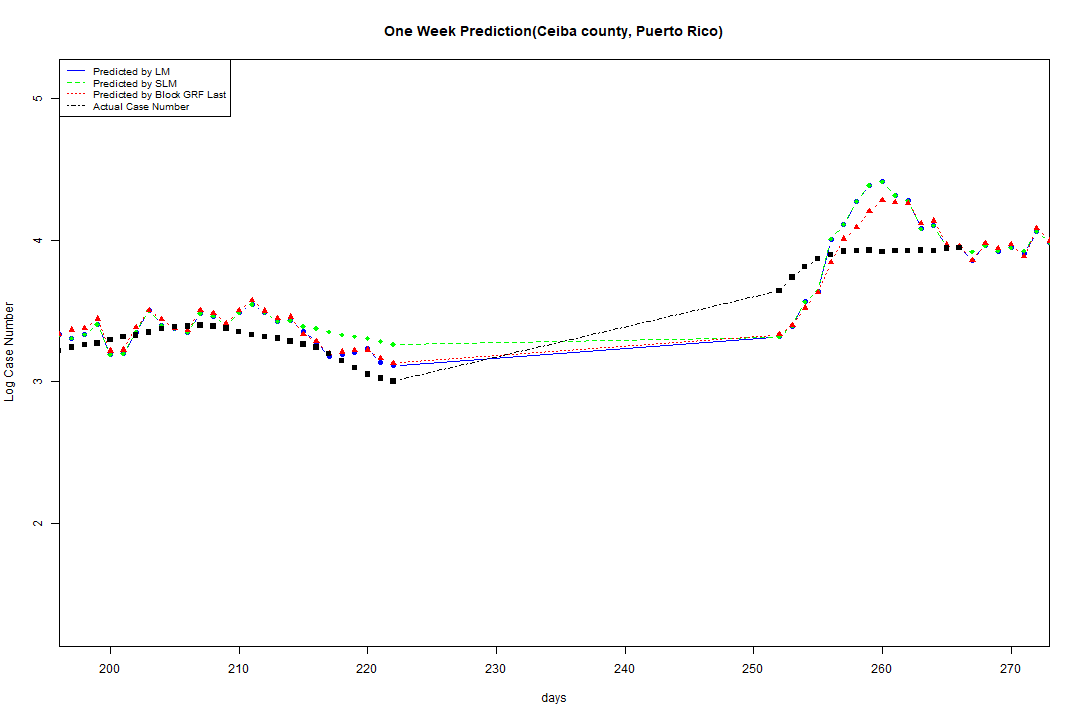 One Week Prediction(Ceiba county, Puerto Rico)
Predicted by LM
Predicted by SLM
Predicted by Block GRF Last
Actual Case Number
5
4
3
2
Log Case Number
200 210 220 230 240 250 260 270
days